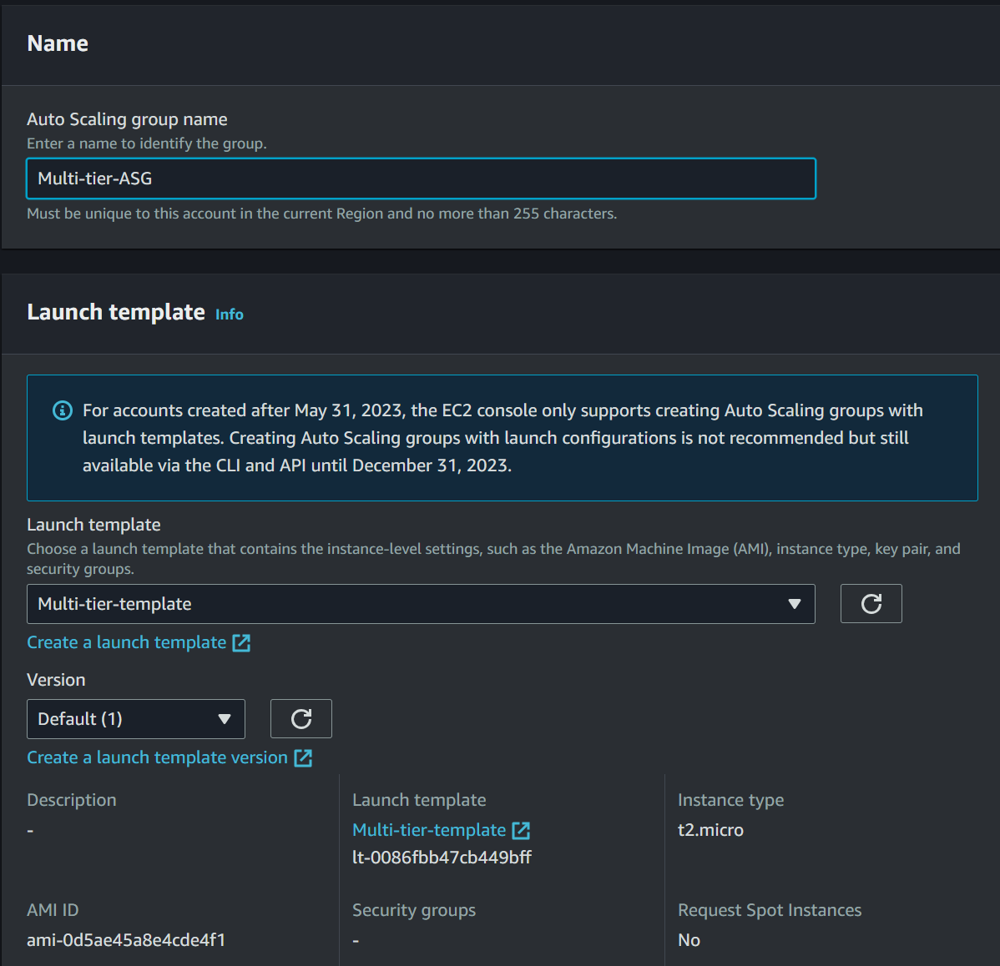 Name
Auto Scaling group name
Enter a name to identify the group.
Multi-tier-ASG
Must be unique to this account in the current Region and no more than 255 characters.
Launch template Info
For accounts created after May 31, 2023, the EC2 console only supports creating Auto Scaling groups with
launch templates. Creating Auto Scaling groups with launch configurations is not recommended but still
available via the CLI and API until December 31, 2023.
Launch template
Choose a launch template that contains the instance-level settings, such as the Amazon Machine Image (AMI), instance type, key pair, and
security groups.
Multi-tier-template
Create a launch template
Version
Default (1)
Create a launch template version
Description
-
Launch template
Multi-tier-template
lt-0086fbb47cb449bff
Instance type
t2.micro
AMI ID
ami-0d5ae45a8e4cde4f1
Security groups
-
Request Spot Instances
No